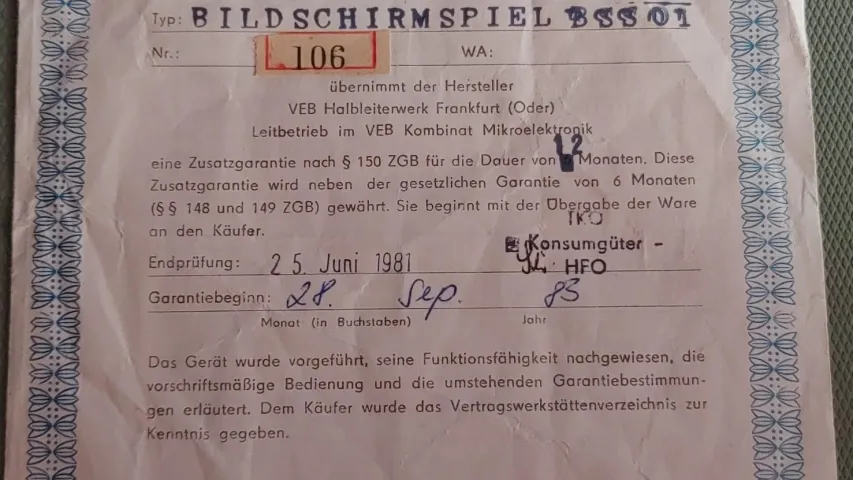 Typ: BILDSCHIRMSPIEL BSS 01
Nr.: 106 WA:
übernimmt der Hersteller
VEB Halbleiterwerk Frankfurt (Oder)
Leitbetrieb im VEB Kombinat Mikroelektronik
eine Zusatzgarantie nach § 150 ZGB für die Dauer von 12 Monaten. Diese
Zusatzgarantie wird neben der gesetzlichen Garantie von 6 Monaten
(§ § 148 und 149 ZGB) gewährt. Sie beginnt mit der Übergabe der Ware
an den Käufer.
TKO
Konsumgüter -
HFO
Endprüfung: 25. Juni 1981
Garantiebeginn: 28. Sep. 83
Monat (in Buchstaben) Jahr
Das Gerät wurde vorgeführt, seine Funktionsfähigkeit nachgewiesen, die
vorschriftsmäßige Bedienung und die umstehenden Garantiebestimmun-
gen erläutert. Dem Käufer wurde das Vertragswerkstättenverzeichnis zur
Kenntnis gegeben.